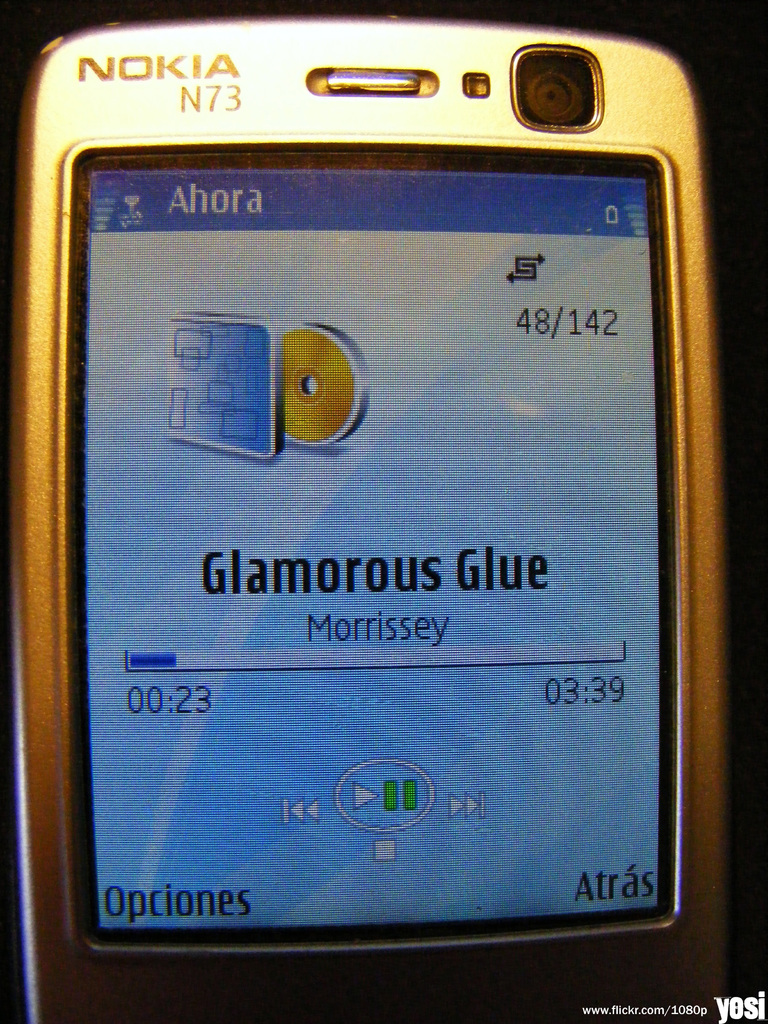 NOKIA
N73
Ahora
48/142
Glamorous Glue
Morrissey
00:23 03:39
Opciones Atrás
www.flickr.com/1080p yosi